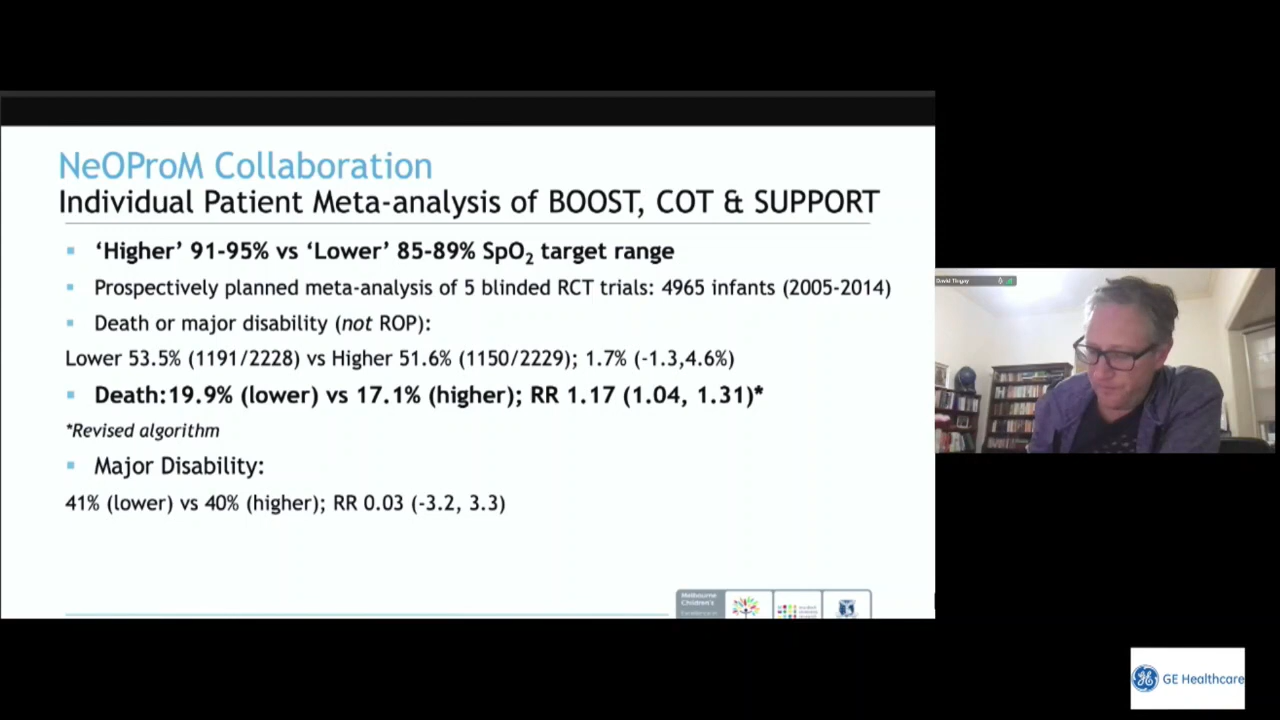 NeOProM Collaboration
Individual Patient Meta-analysis of BOOST, COT & SUPPORT
▪ ‘Higher’ 91-95% vs ‘Lower’ 85-89% SpO₂ target range
▪ Prospectively planned meta-analysis of 5 blinded RCT trials: 4965 infants (2005-2014)
▪ Death or major disability (not ROP):
Lower 53.5% (1191/2228) vs Higher 51.6% (1150/2229); 1.7% (-1.3,4.6%)
▪ Death:19.9% (lower) vs 17.1% (higher); RR 1.17 (1.04, 1.31)*
*Revised algorithm
▪ Major Disability:
41% (lower) vs 40% (higher); RR 0.03 (-3.2, 3.3)
David Tingay
Melbourne
Children's
GE Healthcare